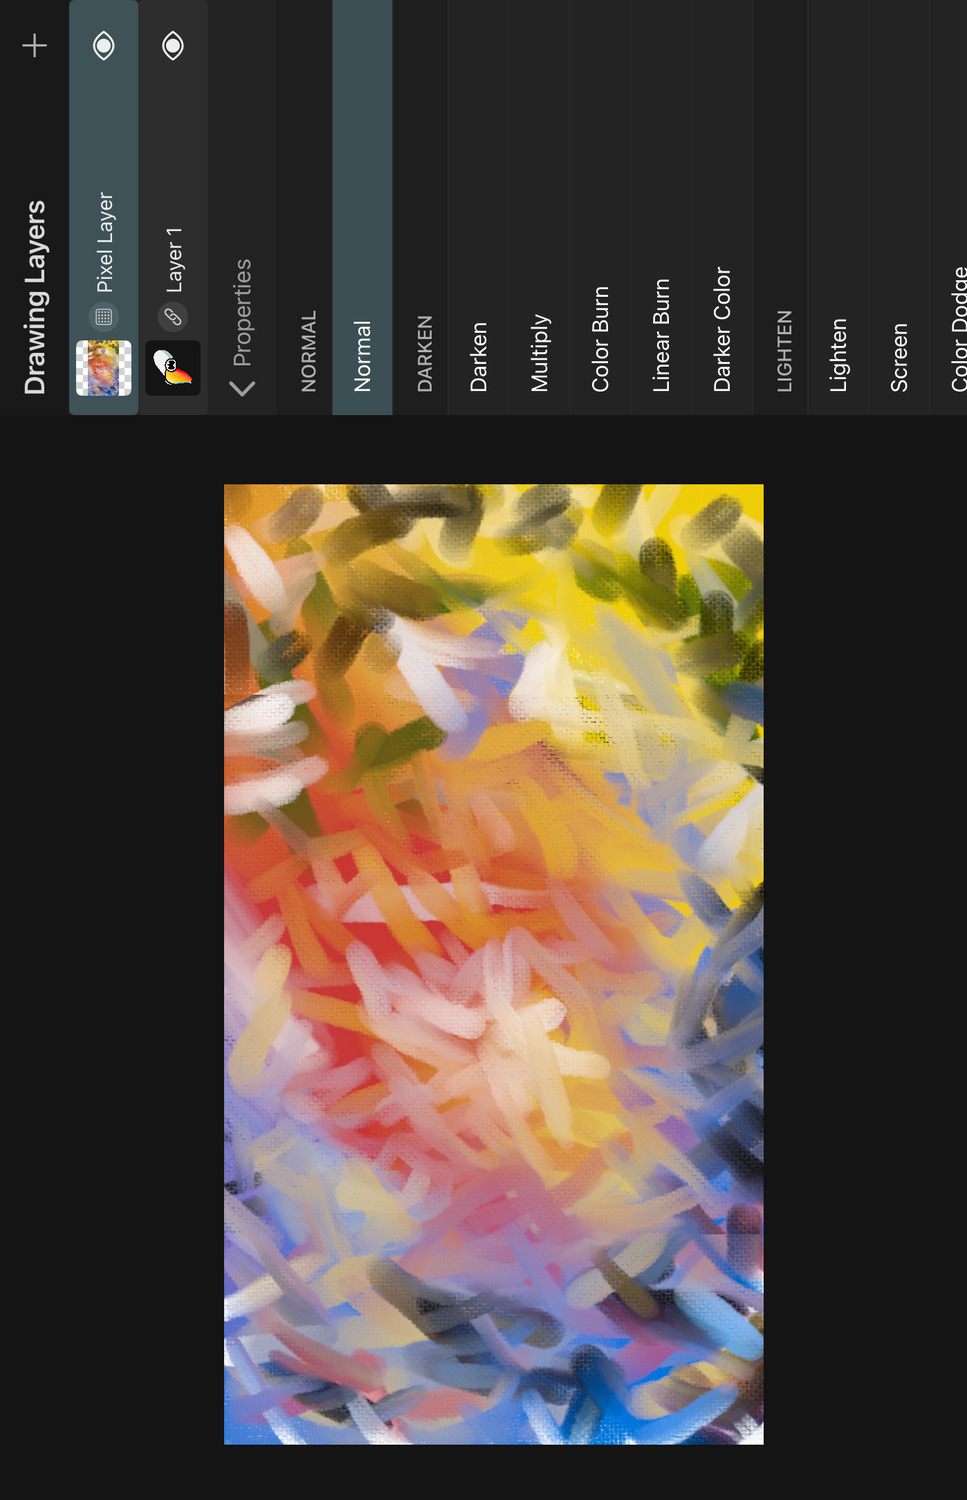 Drawing Layers
Pixel Layer
Layer 1
Properties
NORMAL
Normal
DARKEN
Darken
Multiply
Color Burn
Linear Burn
Darker Color
LIGHTEN
Lighten
Screen
Color Dodge